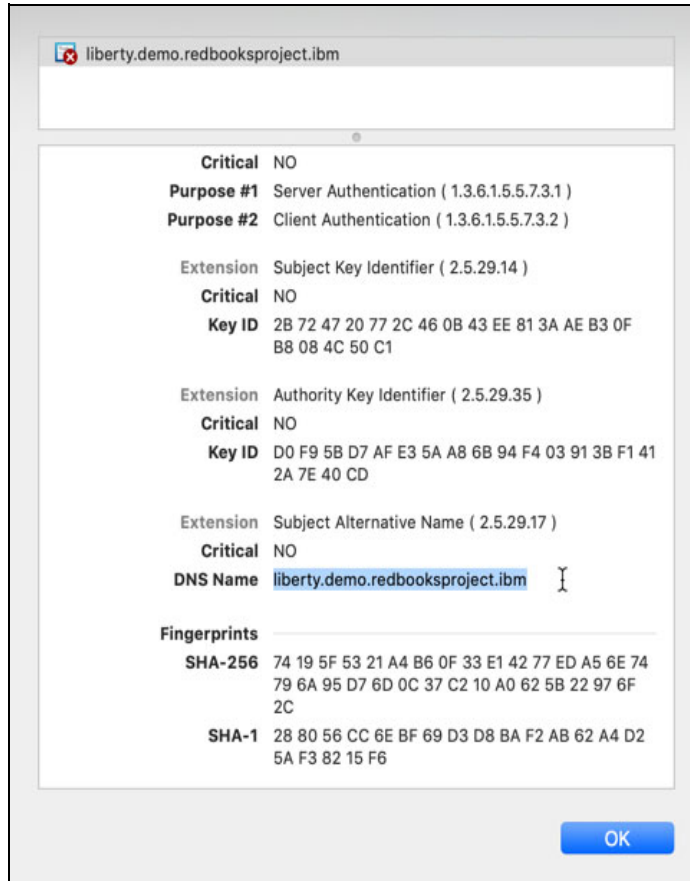 liberty.demo.redbooksproject.ibm
Critical NO
Purpose #1 Server Authentication ( 1.3.6.1.5.5.7.3.1 )
Purpose #2 Client Authentication ( 1.3.6.1.5.5.7.3.2 )
Extension Subject Key Identifier ( 2.5.29.14 )
Critical NO
Key ID 2B 72 47 20 77 2C 46 0B 43 EE 81 3A AE B3 0F
B8 08 4C 50 C1
Extension Authority Key Identifier ( 2.5.29.35 )
Critical NO
Key ID D0 F9 5B D7 AF E3 5A A8 6B 94 F4 03 91 3B F1 41
2A 7E 40 CD
Extension Subject Alternative Name ( 2.5.29.17 )
Critical NO
DNS Name liberty.demo.redbooksproject.ibm
Fingerprints
SHA-256 74 19 5F 53 21 A4 B6 0F 33 E1 42 77 ED A5 6E 74
79 6A 95 D7 6D 0C 37 C2 10 A0 62 5B 22 97 6F
2C
SHA-1 28 80 56 CC 6E BF 69 D3 D8 BA F2 AB 62 A4 D2
5A F3 82 15 F6
OK